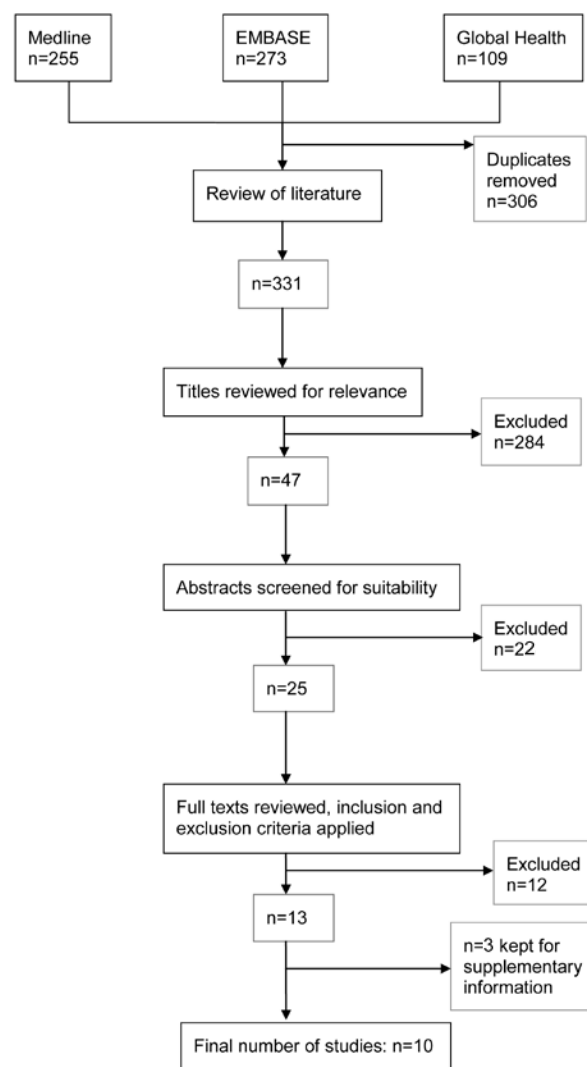 Medline
n=255
EMBASE
n=273
Global Health
n=109
Duplicates
removed
n=306
Review of literature
n=331
Titles reviewed for relevance
Excluded
n=284
n=47
Abstracts screened for suitability
Excluded
n=22
n=25
Full texts reviewed, inclusion and
exclusion criteria applied
Excluded
n=12
n=13
n=3 kept for
supplementary
information
Final number of studies: n=10